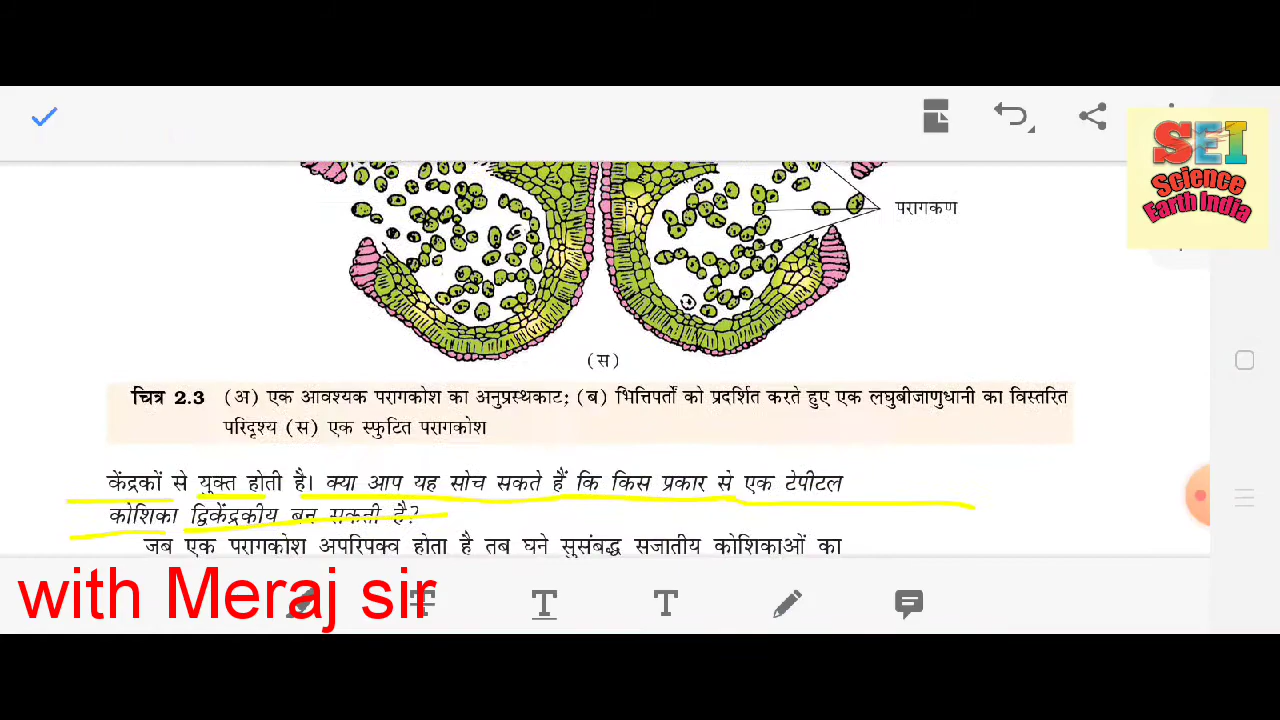 SEI
Science
Earth India
परागकण
(स)
चित्र 2.3 (अ) एक आवश्यक परागकोश का अनुप्रस्थकाट; (ब) भित्तिपर्तों को प्रदर्शित करते हुए एक लघुबीजाणुधानी का विस्तरित
परिदृश्य (स) एक स्फुटित परागकोश
केंद्रकों से युक्त होती है। क्या आप यह सोच सकते हैं कि किस प्रकार से एक टेपीटल
कोशिका द्विकेंद्रकीय बन सकती है?
जब एक परागकोश अपरिपक्व होता है तब घने सुसंबद्ध सजातीय कोशिकाओं का
with Meraj sir
T T T